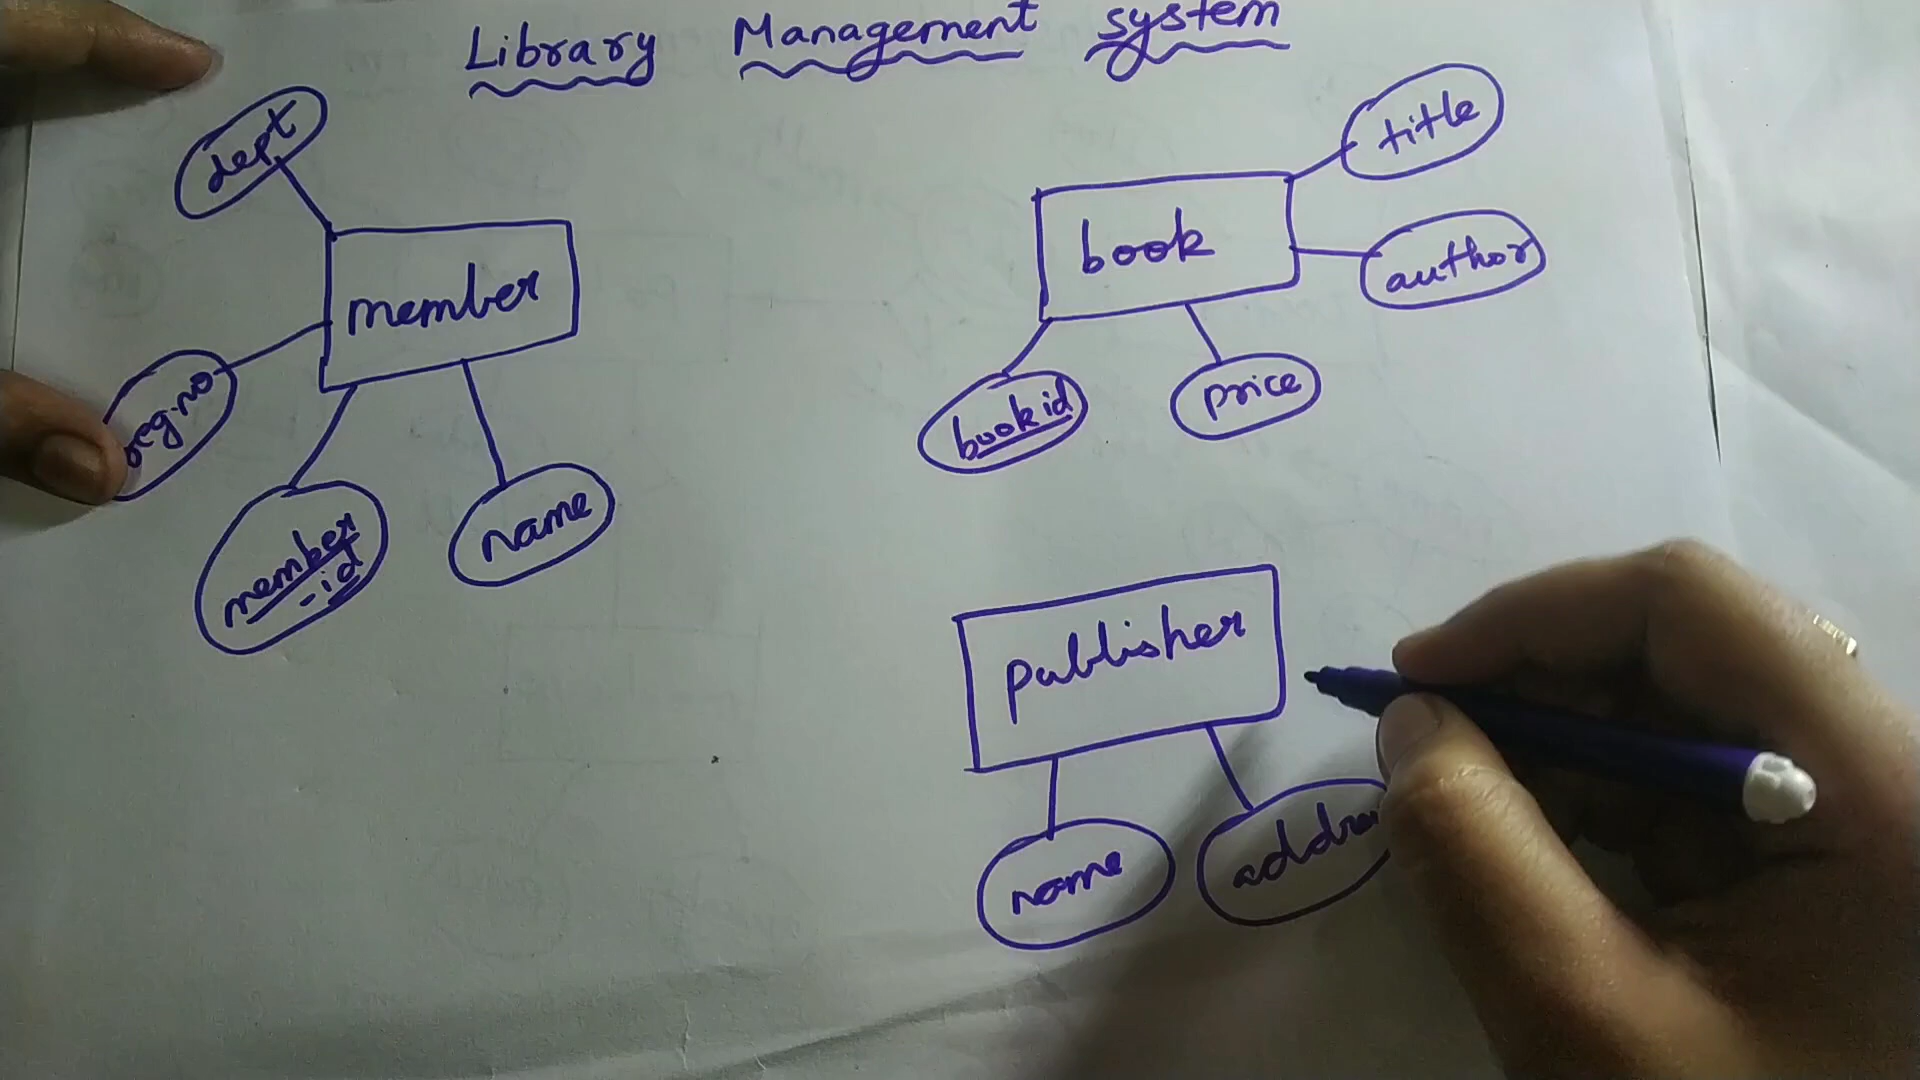 Library Management system
dept
title
member
book
author
reg.no
book id
price
member
-id
name
publisher
name